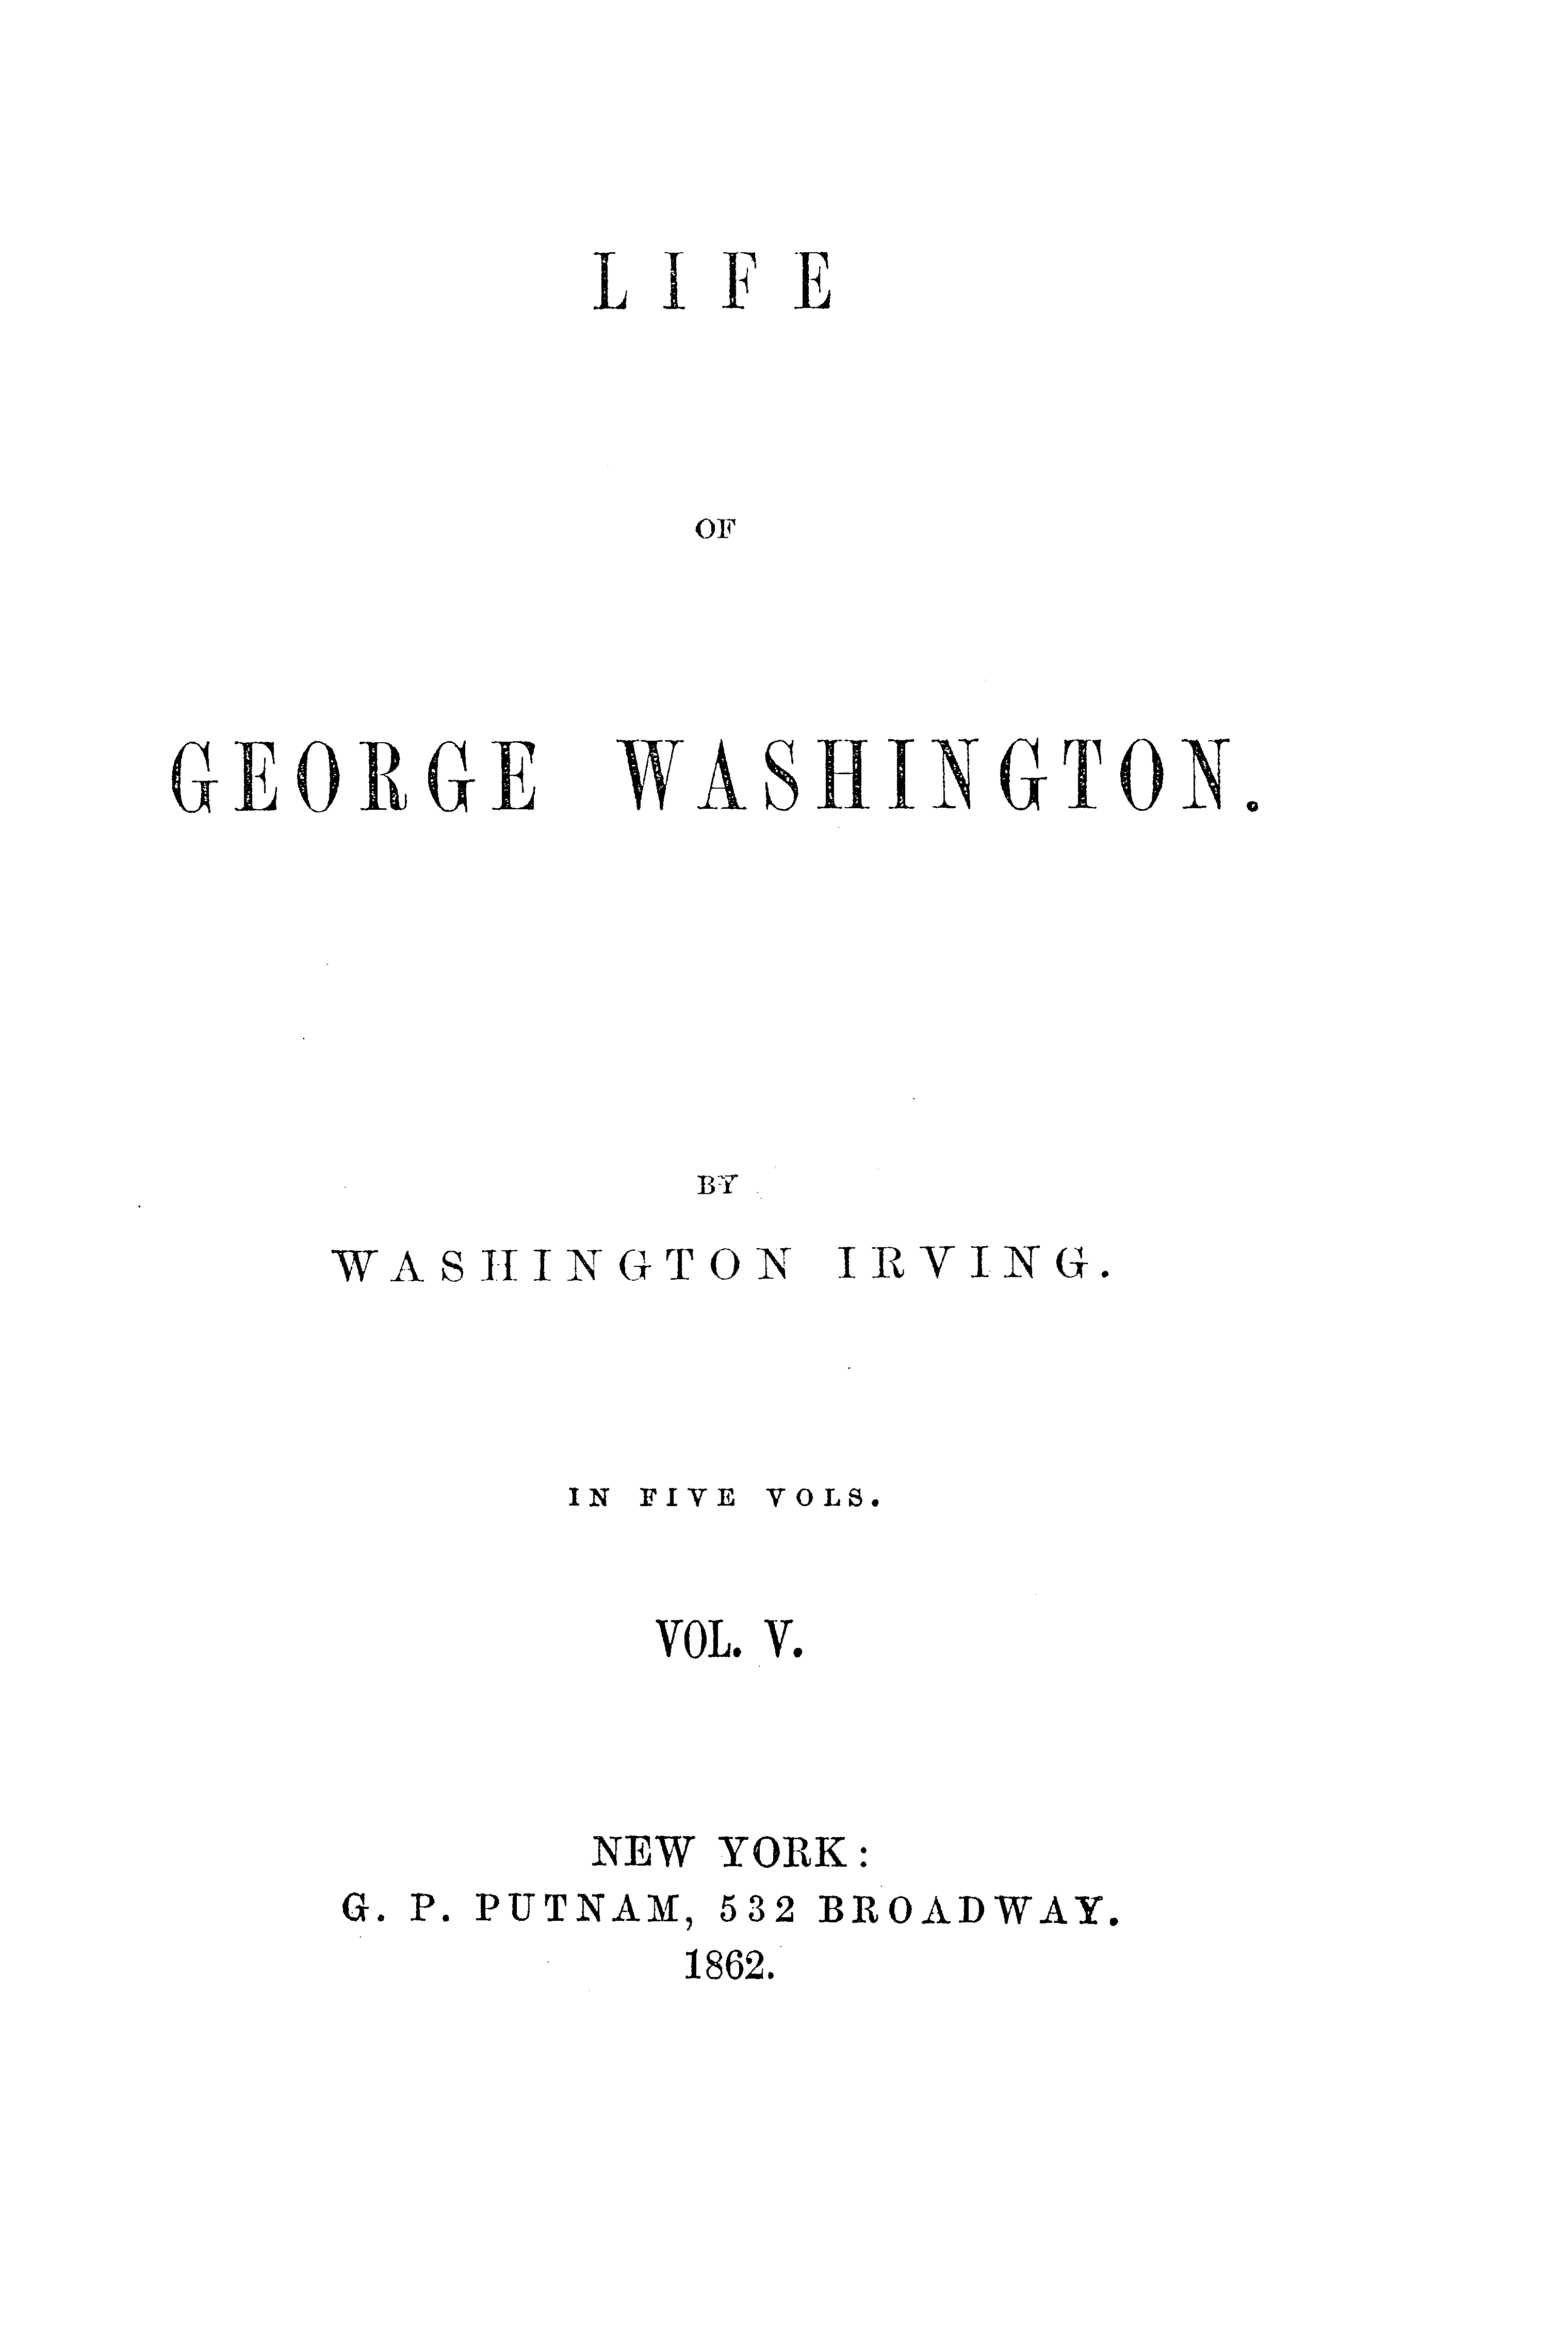 LIFE
OF
GEORGE WASHINGTON.
BY
WASHINGTON IRVING.
IN FIVE VOLS.
VOL. V.
NEW YORK:
G. P. PUTNAM, 532 BROADWAY.
1862.